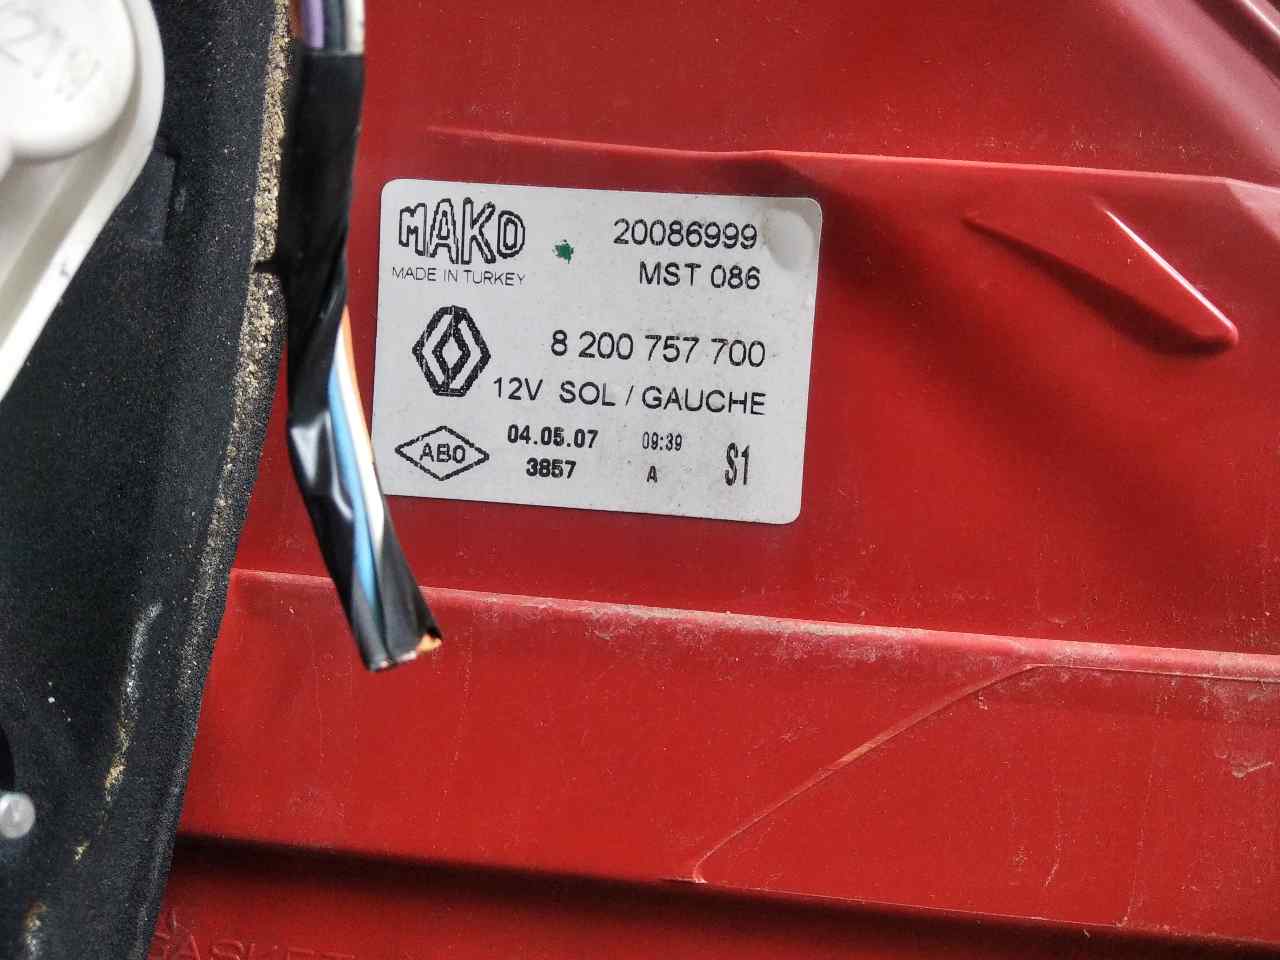 MAKO
MADE IN TURKEY
20086999
MST 086
8 200 757 700
12V SOL / GAUCHE
ABO
04.05.07
3857
09:39
A
S1